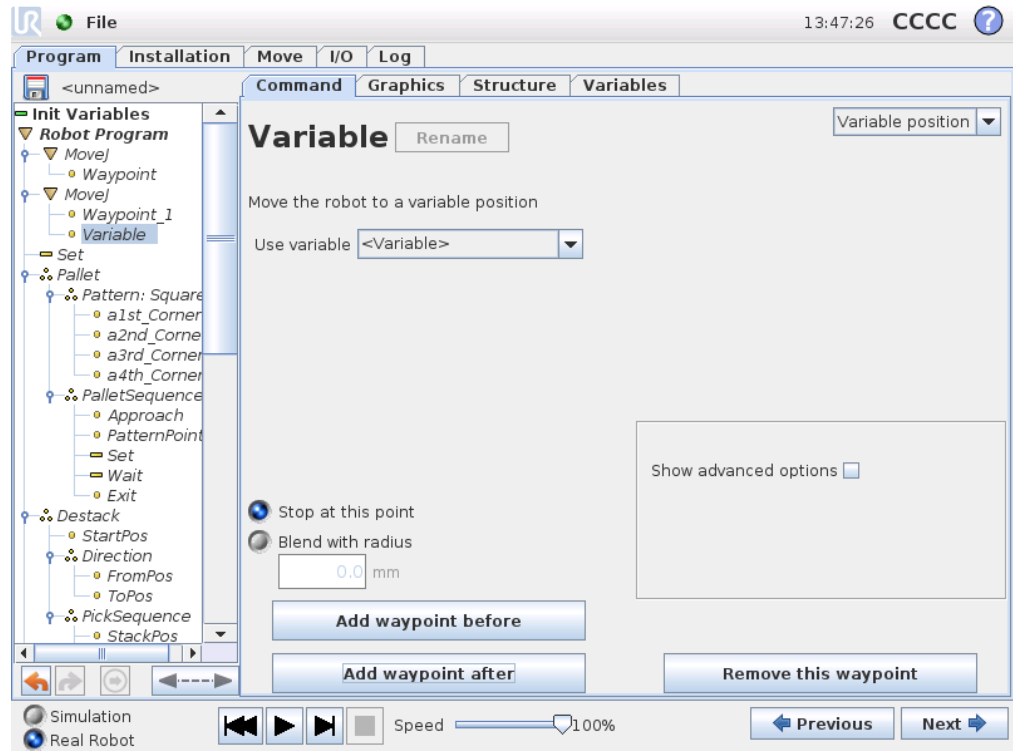 UR File 13:47:26 CCCC ?
Program Installation Move I/O Log
<unnamed>
Command Graphics Structure Variables
Init Variables
Robot Program
MoveJ
Waypoint
MoveJ
Waypoint_1
Variable
Set
Pallet
Pattern: Square
a1st_Corner
a2nd_Corne
a3rd_Corner
a4th_Corner
PalletSequence
Approach
PatternPoint
Set
Wait
Exit
Destack
StartPos
Direction
FromPos
ToPos
PickSequence
StackPos
Variable Rename
Variable position
Move the robot to a variable position
Use variable <Variable>
Show advanced options
Stop at this point
Blend with radius
0.0 mm
Add waypoint before
Add waypoint after
Remove this waypoint
Simulation
Real Robot
Speed 100%
Previous Next